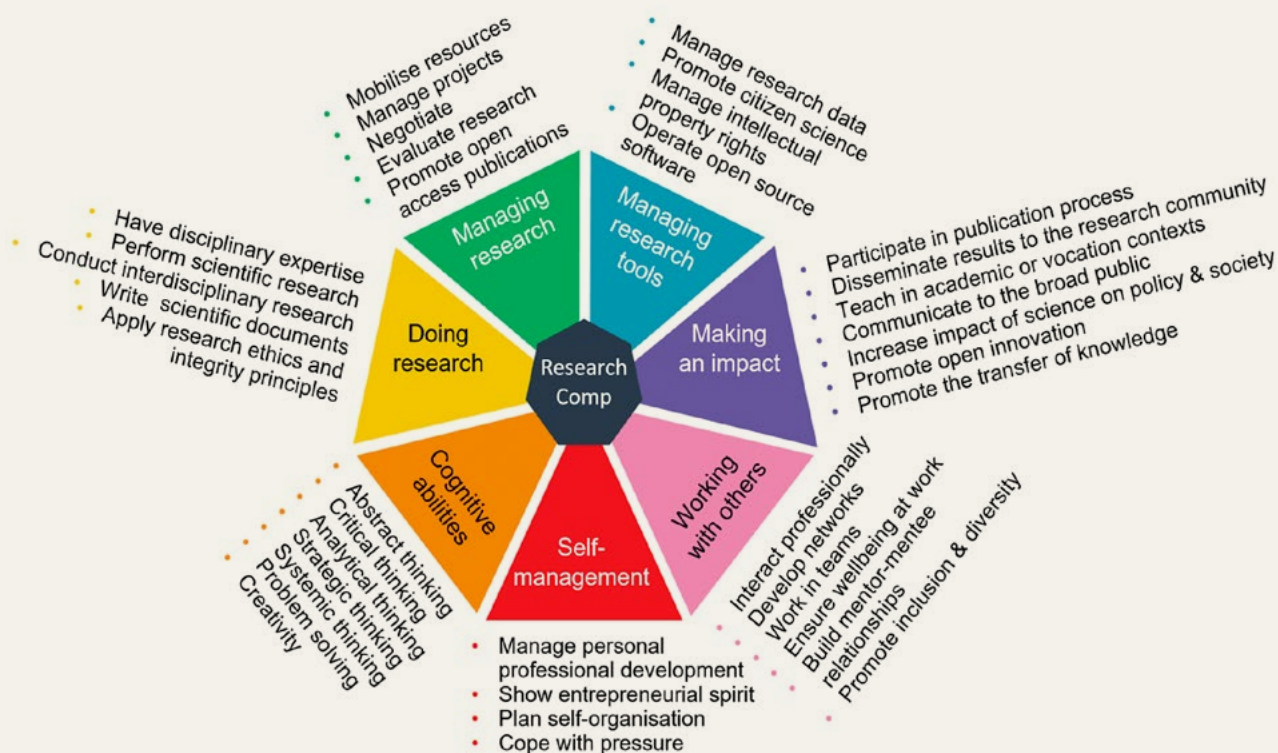 Mobilise resources
Manage projects
Negotiate
Evaluate research
Promote open
access publications
Managing
research
Manage research data
Promote citizen science
Manage intellectual
property rights
Operate open source
software
Managing
research
tools
Participate in publication process
Disseminate results to the research community
Teach in academic or vocation contexts
Communicate to the broad public
Increase impact of science on policy & society
Promote open innovation
Promote the transfer of knowledge
Making
an impact
Have disciplinary expertise
Perform scientific research
Conduct interdisciplinary research
Write scientific documents
Apply research ethics and
integrity principles
Doing
research
Research
Comp
Cognitive
abilities
Abstract thinking
Critical thinking
Analytical thinking
Strategic thinking
Systemic thinking
Problem solving
Creativity
Self-
management
Manage personal
professional development
Show entrepreneurial spirit
Plan self-organisation
Cope with pressure
Working
with others
Interact professionally
Develop networks
Work in teams
Ensure wellbeing at work
Build mentor-mentee
relationships
Promote inclusion & diversity